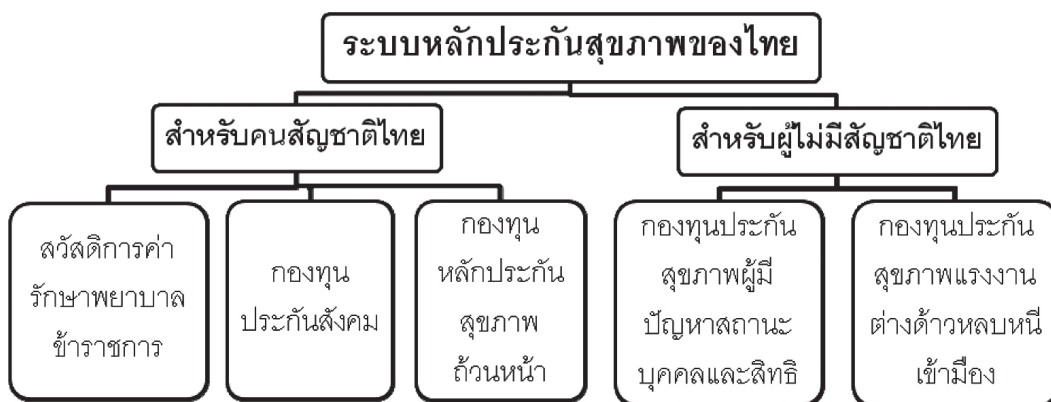 ระบบหลักประกันสุขภาพของไทย
สำหรับคนสัญชาติไทย
สำหรับผู้ไม่มีสัญชาติไทย
สวัสดิการค่า
รักษาพยาบาล
ข้าราชการ
กองทุน
ประกันสังคม
กองทุน
หลักประกัน
สุขภาพ
ถ้วนหน้า
กองทุนประกัน
สุขภาพผู้มี
ปัญหาสถานะ
บุคคลและสิทธิ
กองทุนประกัน
สุขภาพแรงงาน
ต่างด้าวหลบหนี
เข้ามือง